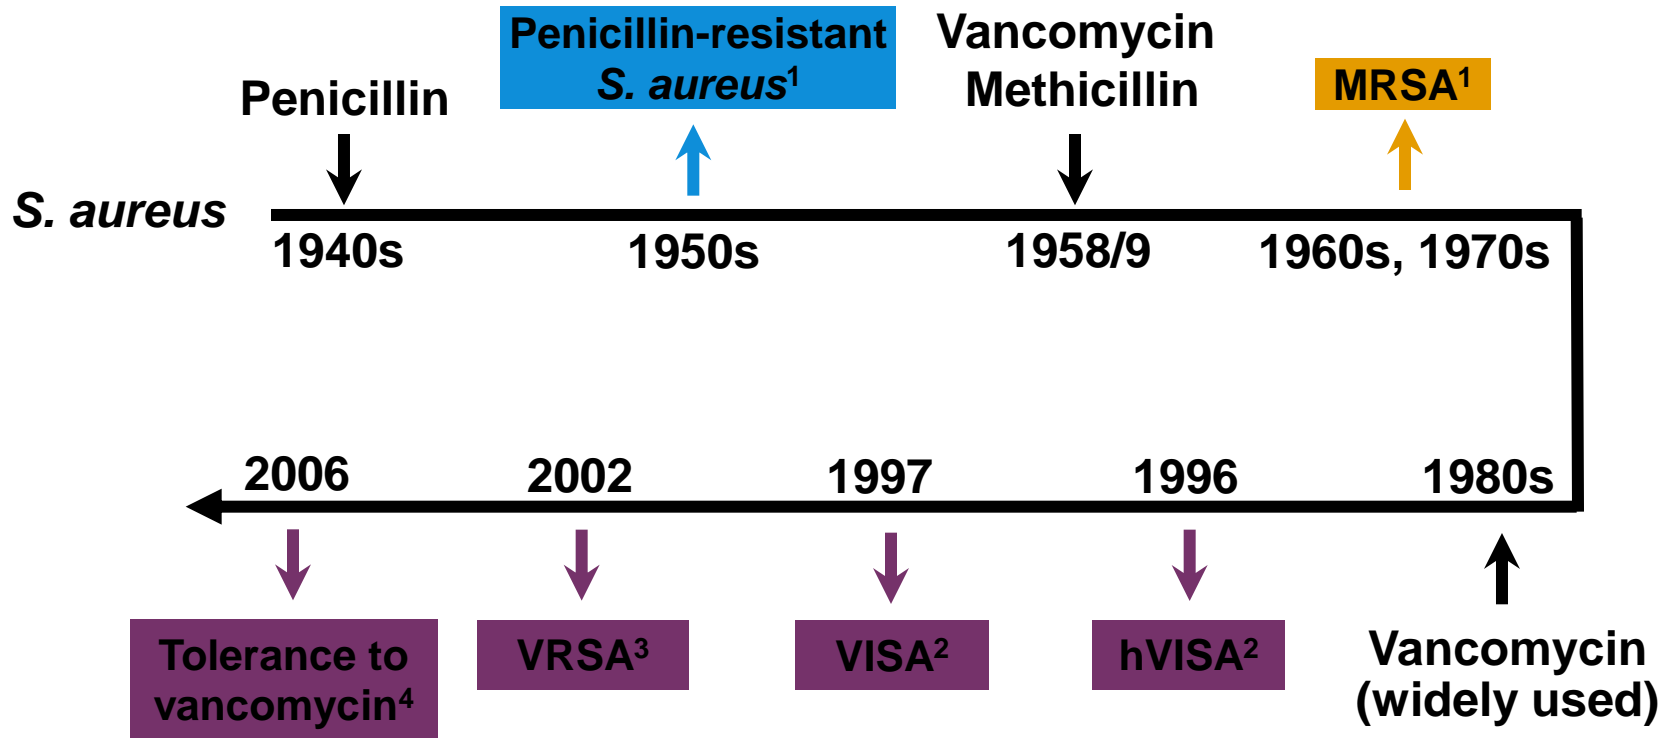 Penicillin-resistant
S. aureus¹
Vancomycin
Methicillin
MRSA¹
Penicillin
S. aureus
1940s
1950s
1958/9
1960s, 1970s
2006
2002
1997
1996
1980s
Tolerance to
vancomycin⁴
VRSA³
VISA²
hVISA²
Vancomycin
(widely used)